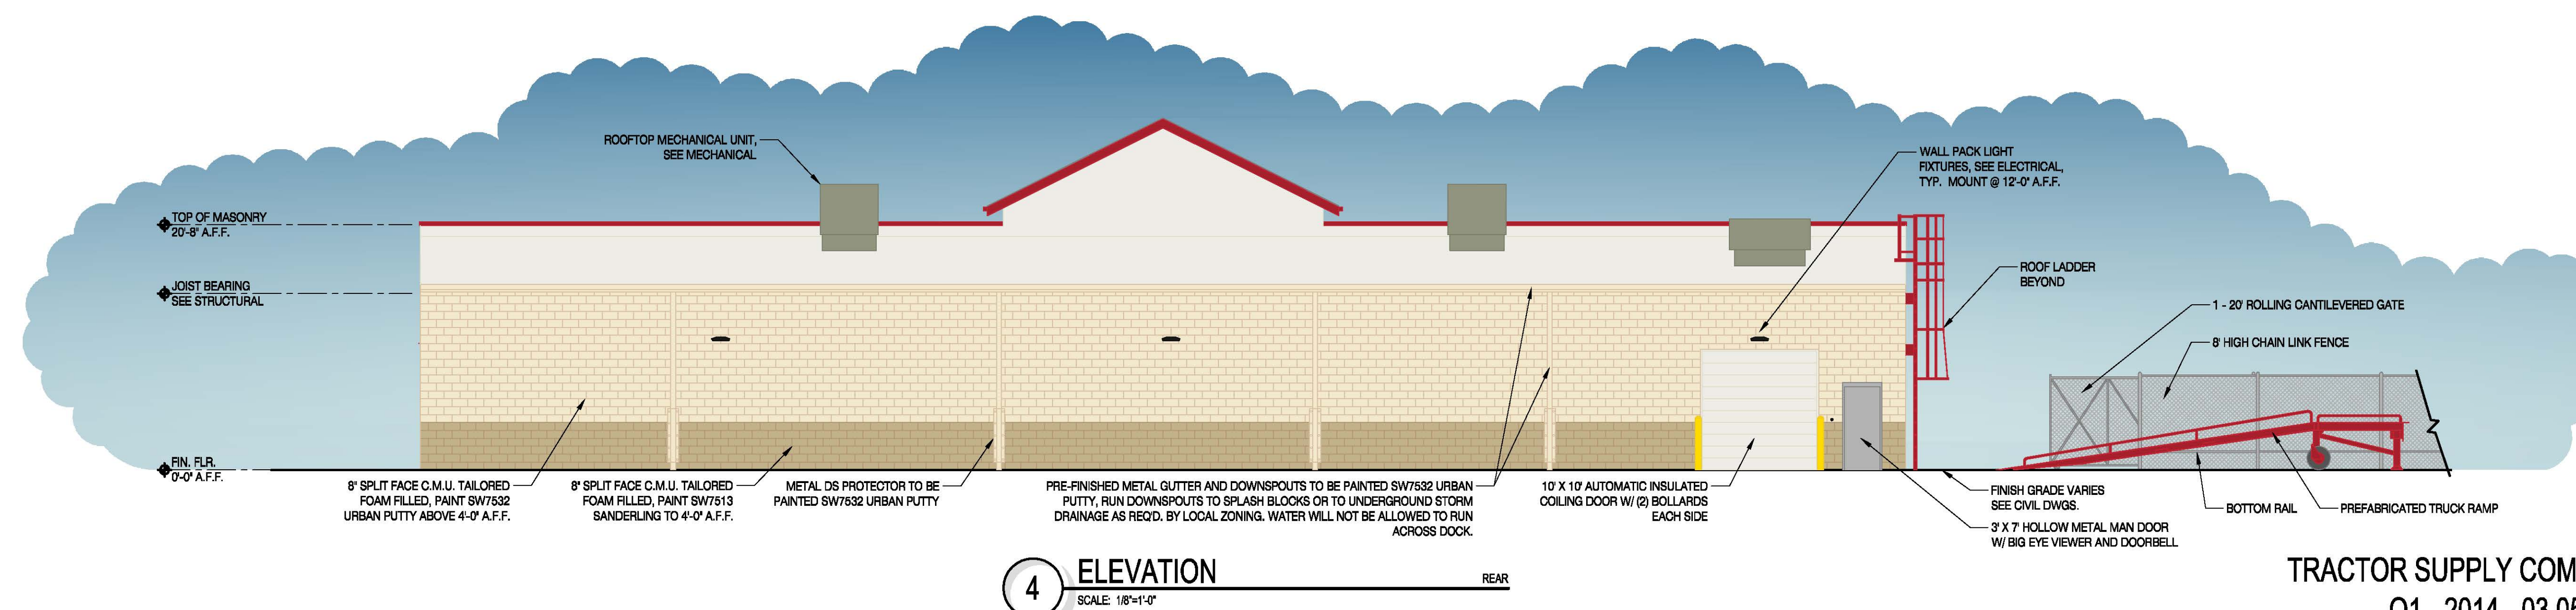 ROOFTOP MECHANICAL UNIT,
SEE MECHANICAL
WALL PACK LIGHT
FIXTURES, SEE ELECTRICAL,
TYP. MOUNT @ 12'-0" A.F.F.
TOP OF MASONRY
20'-8" A.F.F.
JOIST BEARING
SEE STRUCTURAL
ROOF LADDER
BEYOND
1 - 20' ROLLING CANTILEVERED GATE
8' HIGH CHAIN LINK FENCE
FIN. FLR.
0'-0" A.F.F.
8" SPLIT FACE C.M.U. TAILORED
FOAM FILLED, PAINT SW7532
URBAN PUTTY ABOVE 4'-0" A.F.F.
8" SPLIT FACE C.M.U. TAILORED
FOAM FILLED, PAINT SW7513
SANDERLING TO 4'-0" A.F.F.
METAL DS PROTECTOR TO BE
PAINTED SW7532 URBAN PUTTY
PRE-FINISHED METAL GUTTER AND DOWNSPOUTS TO BE PAINTED SW7532 URBAN
PUTTY, RUN DOWNSPOUTS TO SPLASH BLOCKS OR TO UNDERGROUND STORM
DRAINAGE AS REQ'D. BY LOCAL ZONING. WATER WILL NOT BE ALLOWED TO RUN
ACROSS DOCK.
10' X 10' AUTOMATIC INSULATED
COILING DOOR W/ (2) BOLLARDS
EACH SIDE
FINISH GRADE VARIES
SEE CIVIL DWGS.
3' X 7' HOLLOW METAL MAN DOOR
W/ BIG EYE VIEWER AND DOORBELL
BOTTOM RAIL
PREFABRICATED TRUCK RAMP
4
ELEVATION
REAR
SCALE: 1/8"=1'-0"
TRACTOR SUPPLY COM
Q1 - 2014 - 03.05